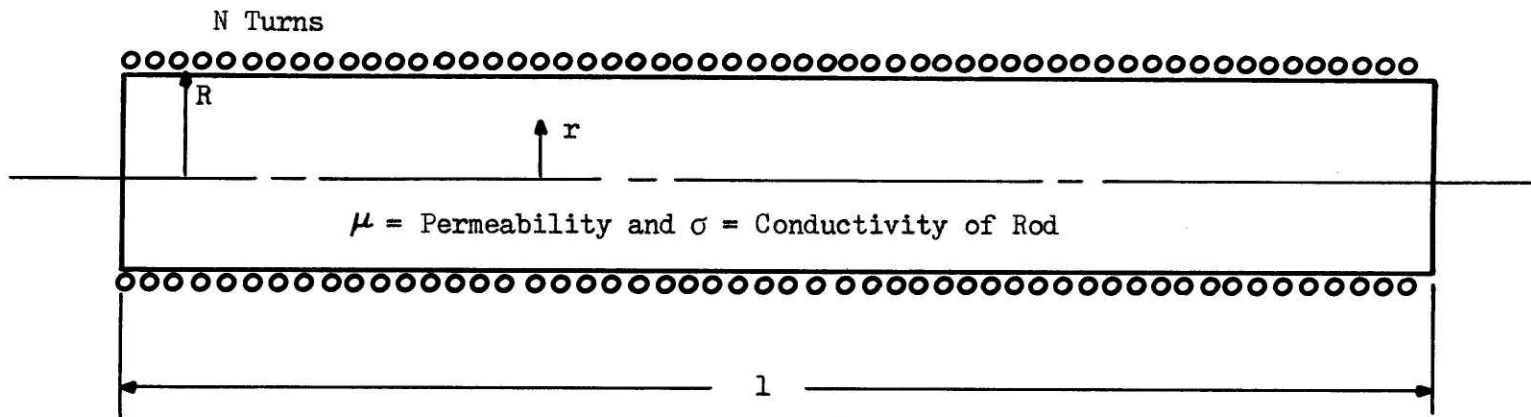 N Turns
R
r
μ = Permeability and σ = Conductivity of Rod
l